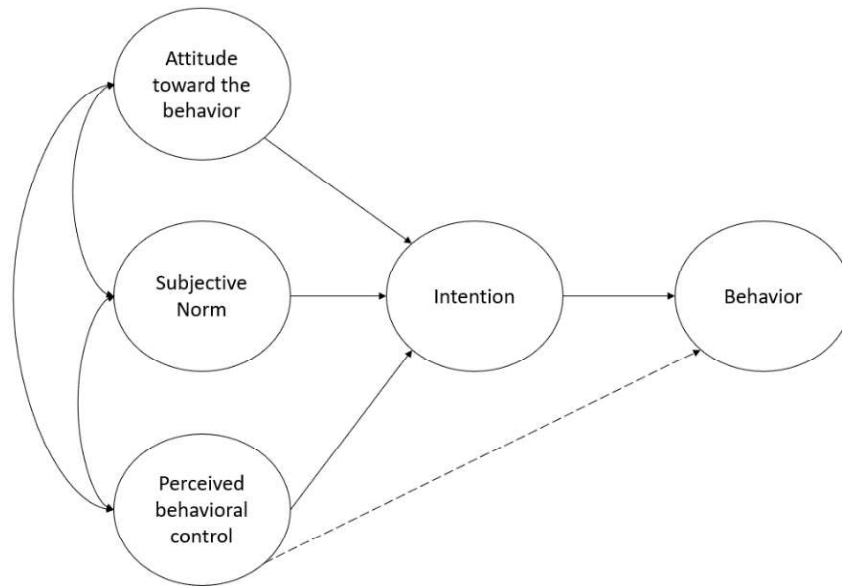 Attitude
toward the
behavior
Subjective
Norm
Intention
Behavior
Perceived
behavioral
control